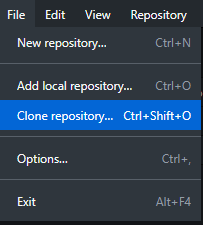 File Edit View Repository
New repository... Ctrl+N
Add local repository... Ctrl+O
Clone repository... Ctrl+Shift+O
Options... Ctrl+,
Exit Alt+F4